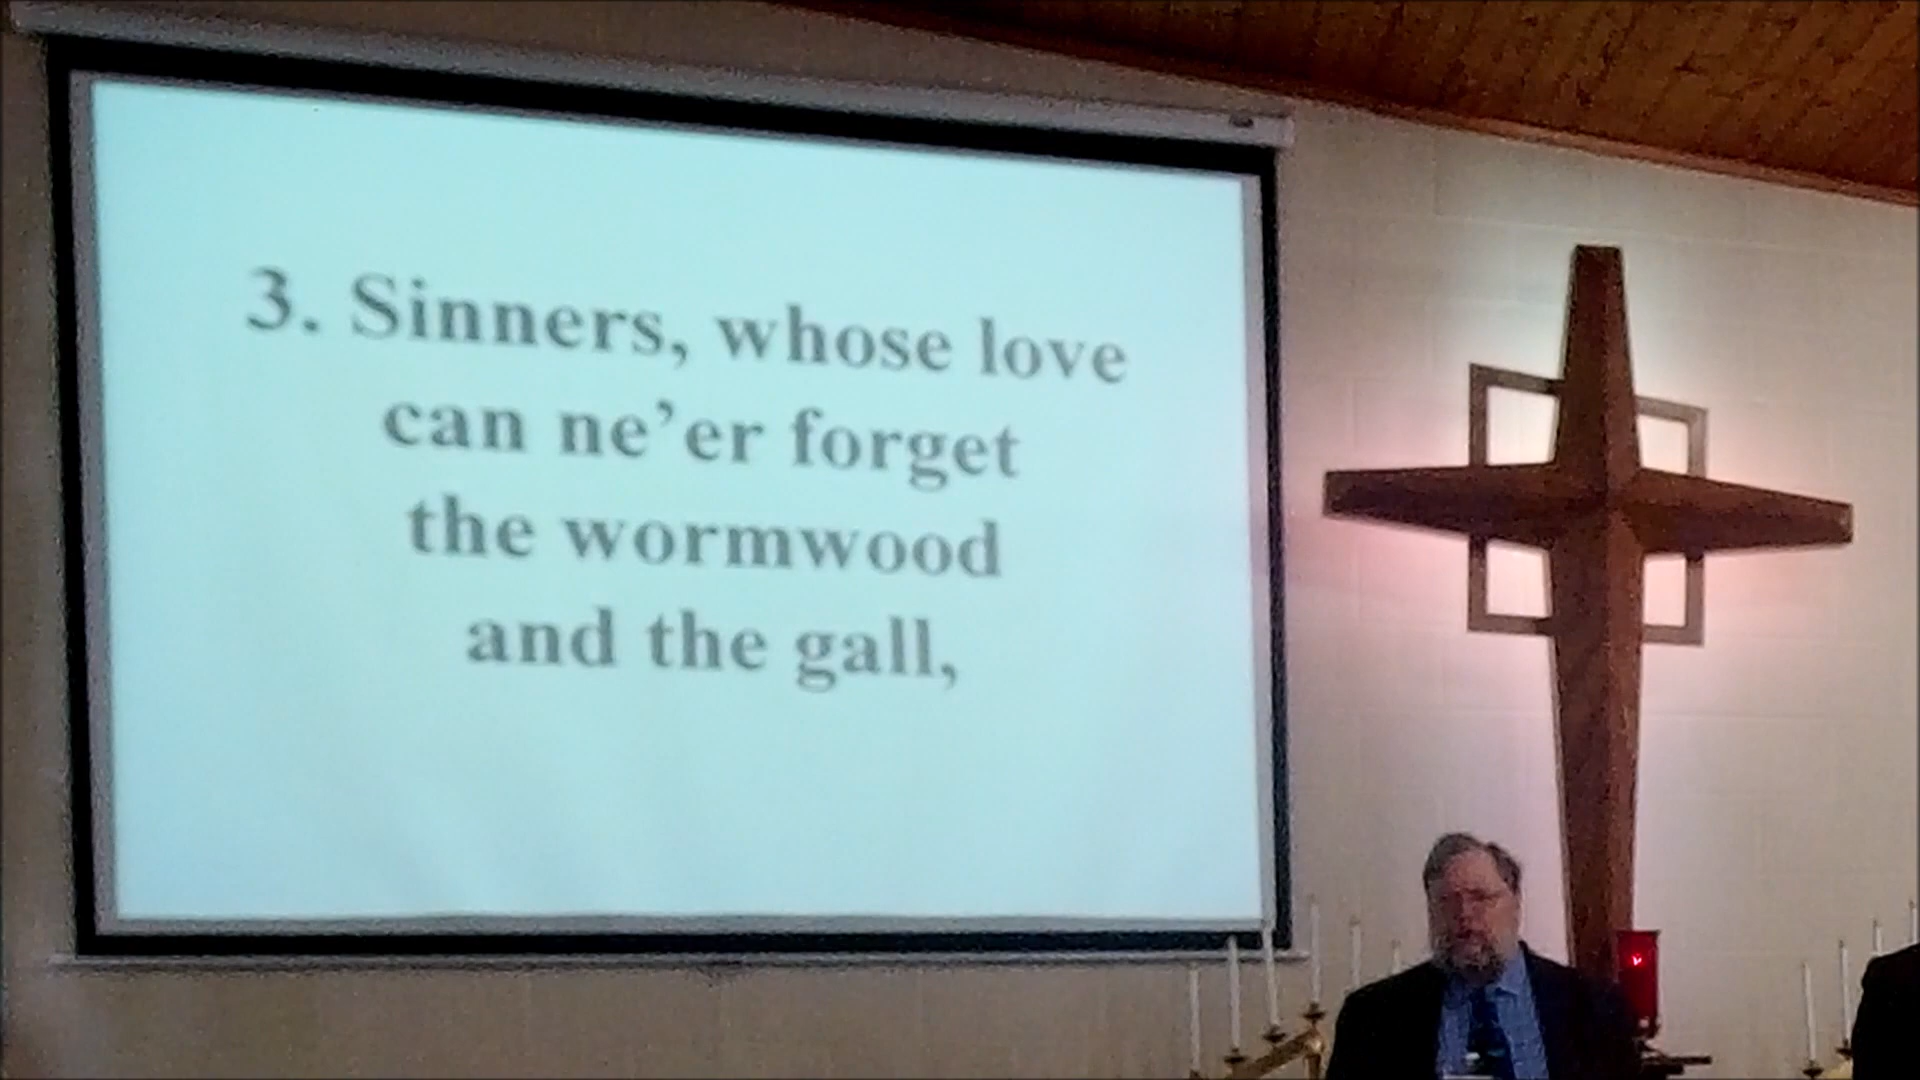 3. Sinners, whose love
can ne’er forget
the wormwood
and the gall,